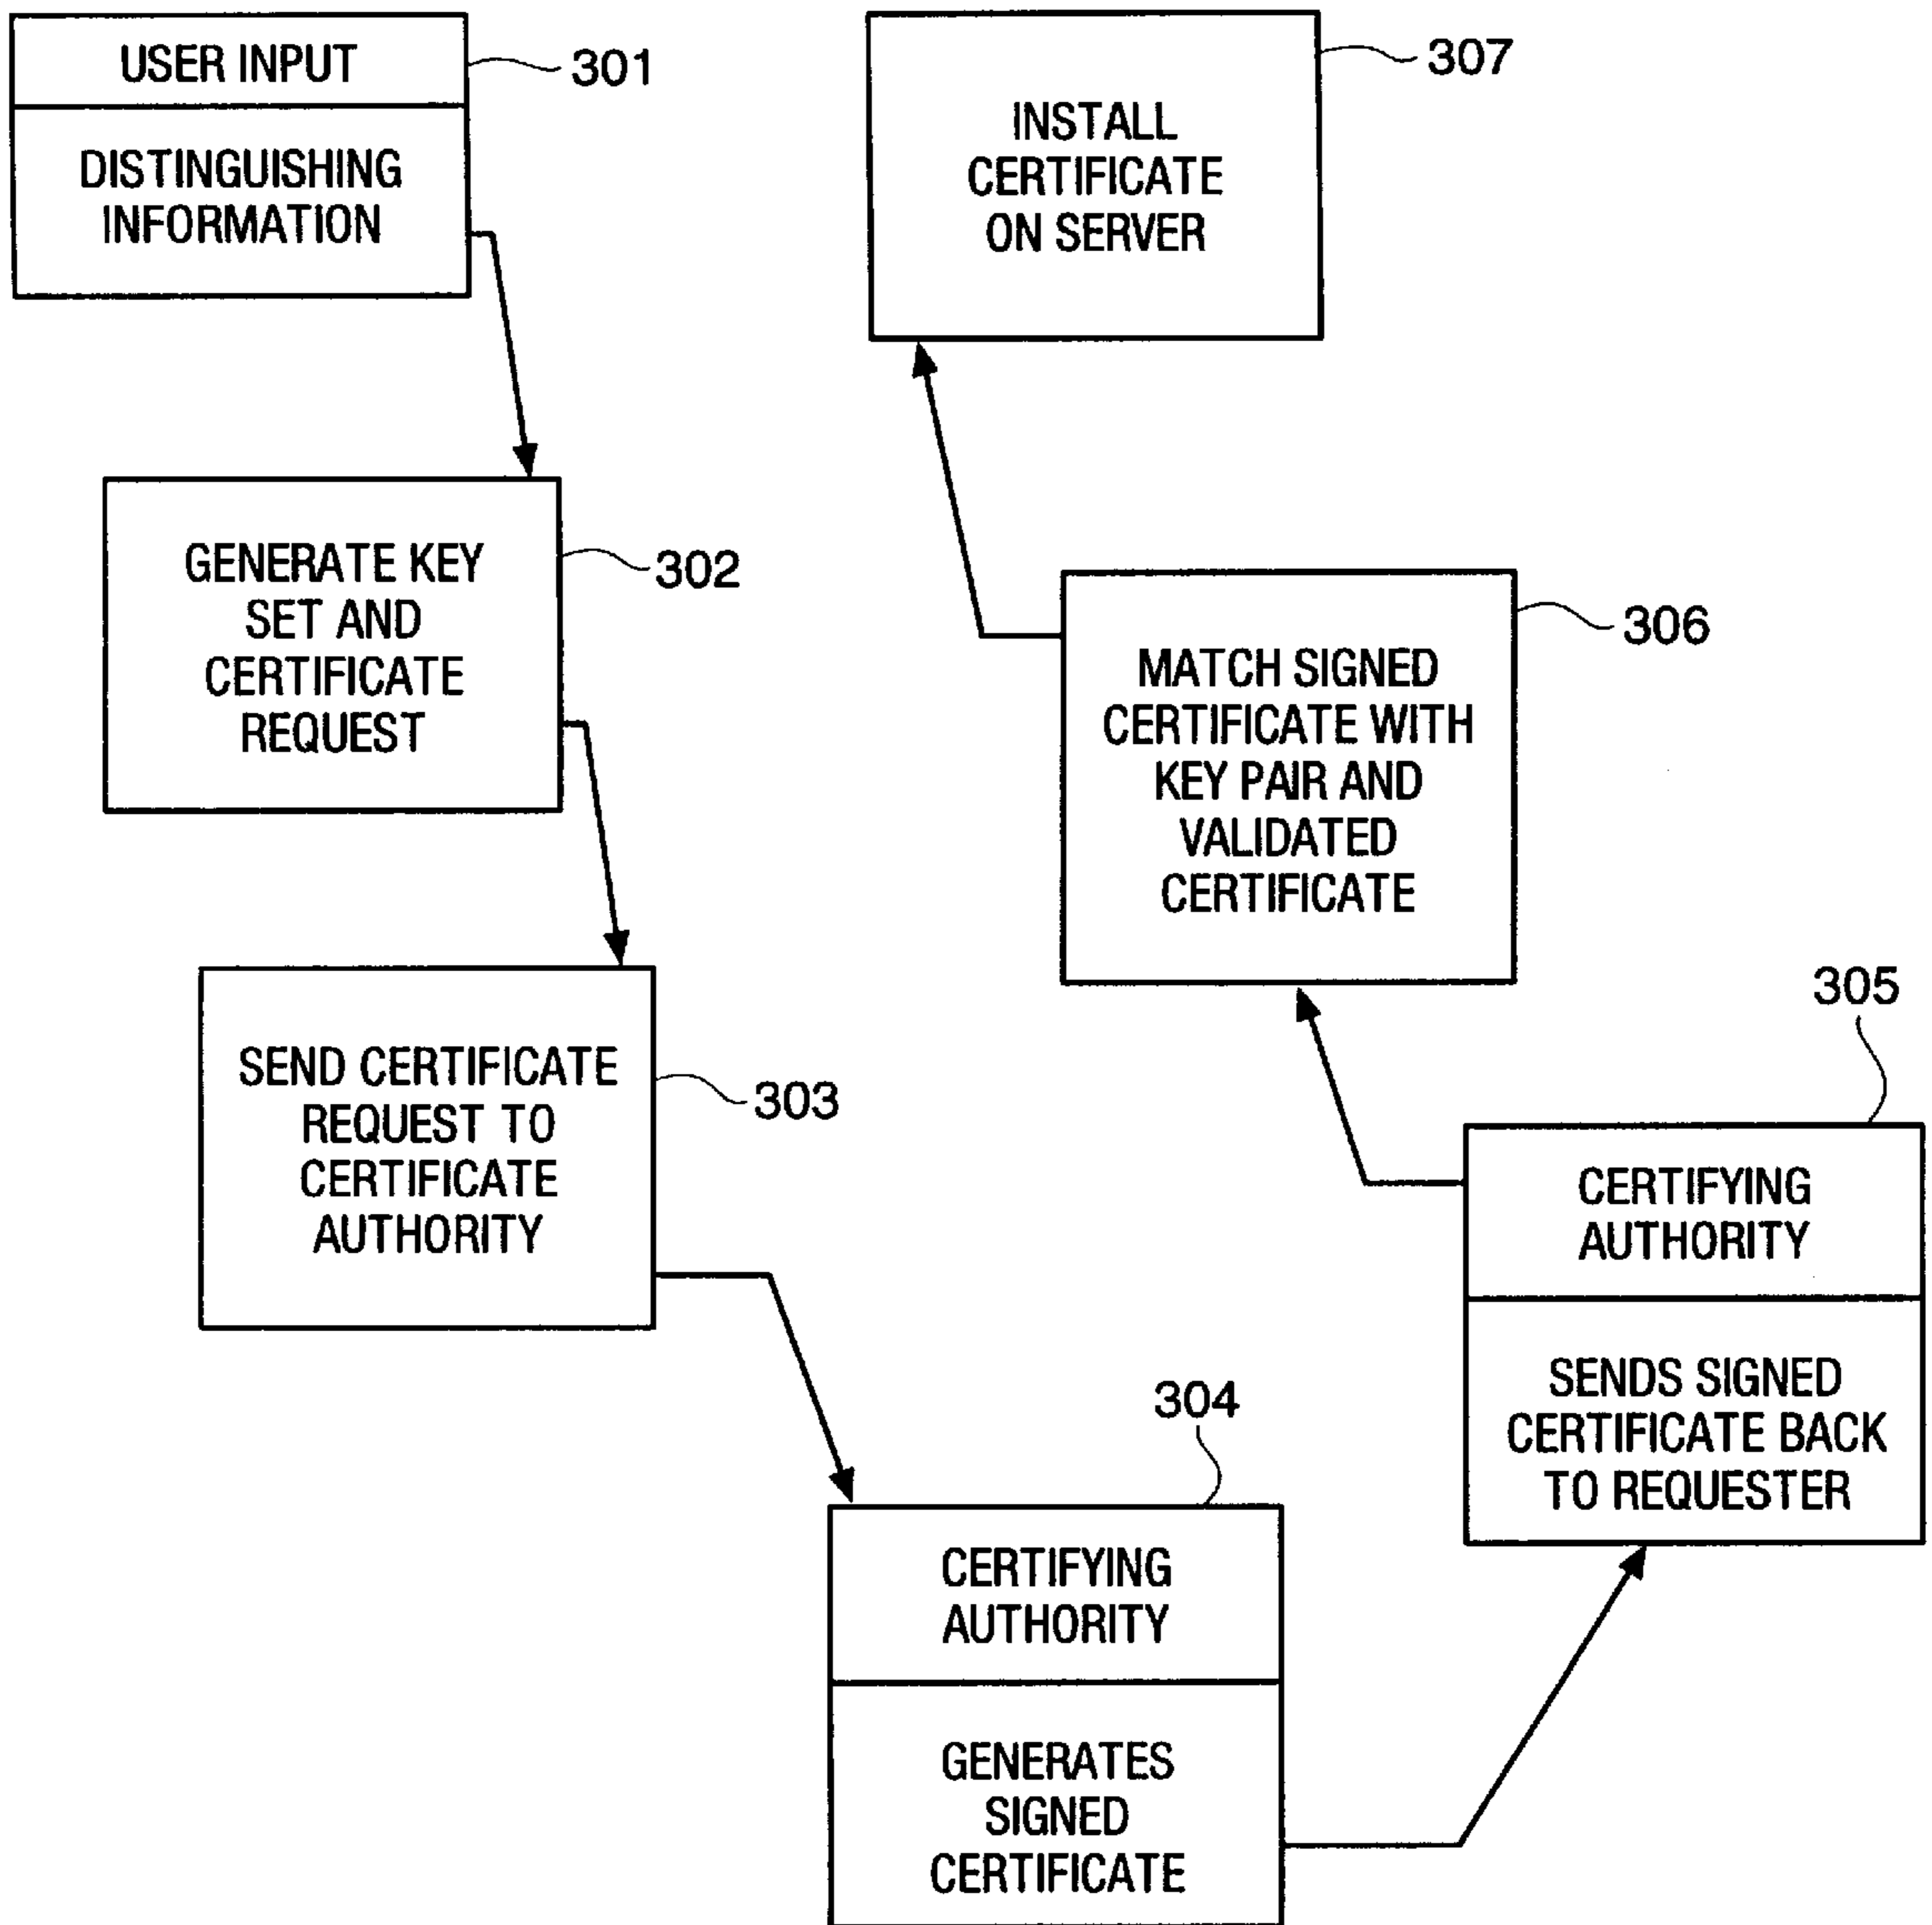 USER INPUT
301
DISTINGUISHING
INFORMATION
GENERATE KEY
SET AND
CERTIFICATE
REQUEST
302
SEND CERTIFICATE
REQUEST TO
CERTIFICATE
AUTHORITY
303
304
CERTIFYING
AUTHORITY
GENERATES
SIGNED
CERTIFICATE
305
CERTIFYING
AUTHORITY
SENDS SIGNED
CERTIFICATE BACK
TO REQUESTER
306
MATCH SIGNED
CERTIFICATE WITH
KEY PAIR AND
VALIDATED
CERTIFICATE
307
INSTALL
CERTIFICATE
ON SERVER